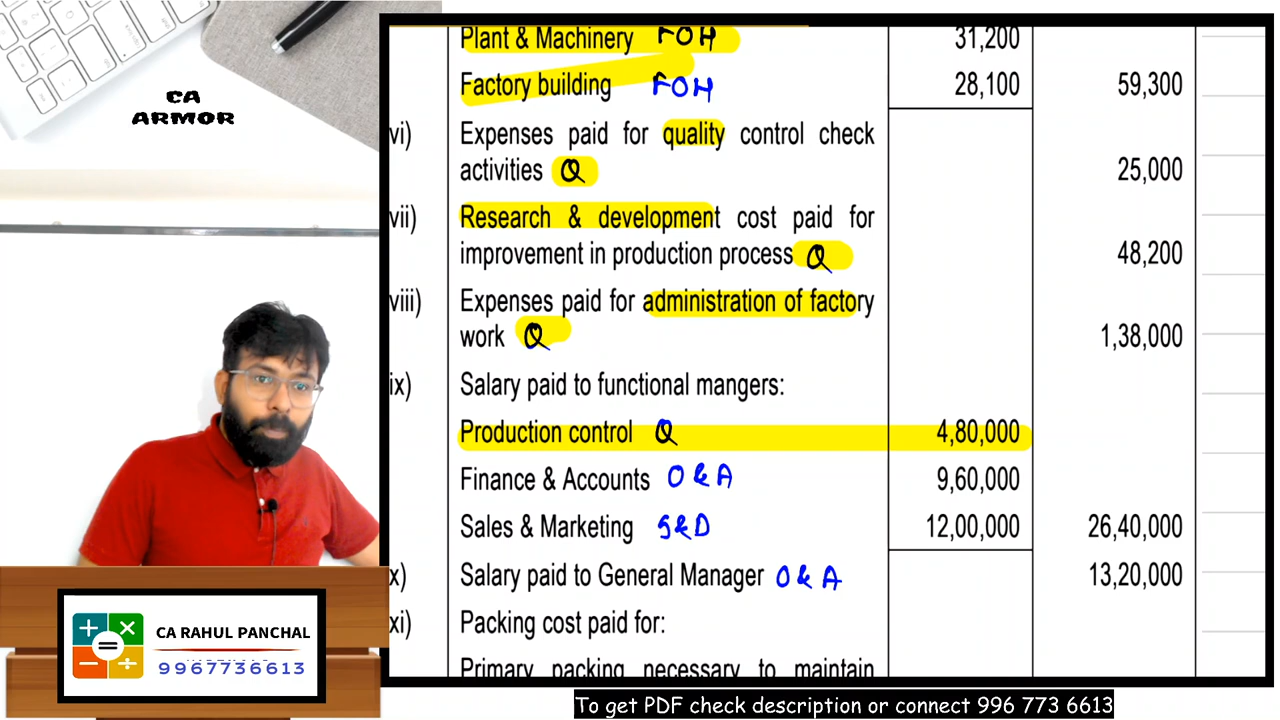 CA
ARMOR
Plant & Machinery FOH 31,200
Factory building FOH 28,100 59,300
vi) Expenses paid for quality control check
activities Q 25,000
vii) Research & development cost paid for
improvement in production process Q 48,200
viii) Expenses paid for administration of factory
work Q 1,38,000
ix) Salary paid to functional mangers:
Production control Q 4,80,000
Finance & Accounts O & A 9,60,000
Sales & Marketing S & D 12,00,000 26,40,000
x) Salary paid to General Manager O & A 13,20,000
xi) Packing cost paid for:
Primary packing necessary to maintain
CA RAHUL PANCHAL
9967736613
To get PDF check description or connect 996 773 6613